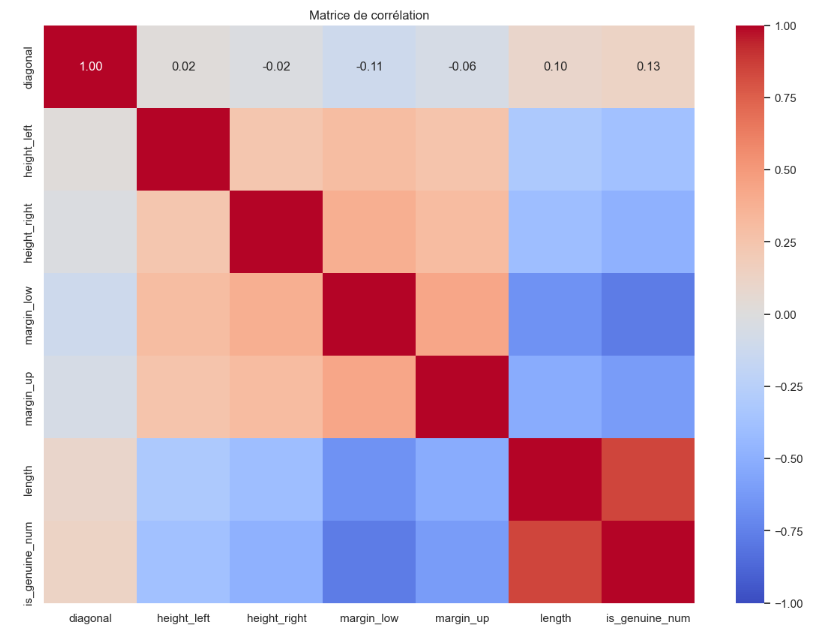 Matrice de corrélation
diagonal
1.00 0.02 -0.02 -0.11 -0.06 0.10 0.13
height_left
height_right
margin_low
margin_up
length
is_genuine_num
diagonal height_left height_right margin_low margin_up length is_genuine_num
1.00
0.75
0.50
0.25
0.00
−0.25
−0.50
−0.75
−1.00